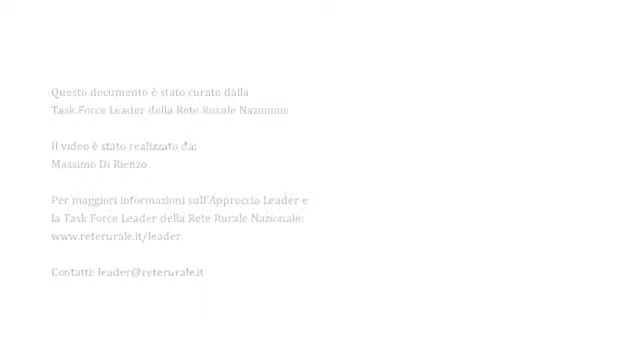 Questo documento è stato curato dalla
Task Force Leader della Rete Rurale Nazionale
Il video è stato realizzato da:
Massimo Di Rienzo
Per maggiori informazioni sull'Approccio Leader e
la Task Force Leader della Rete Rurale Nazionale:
www.reterurale.it/leader
Contatti: leader@reterurale.it